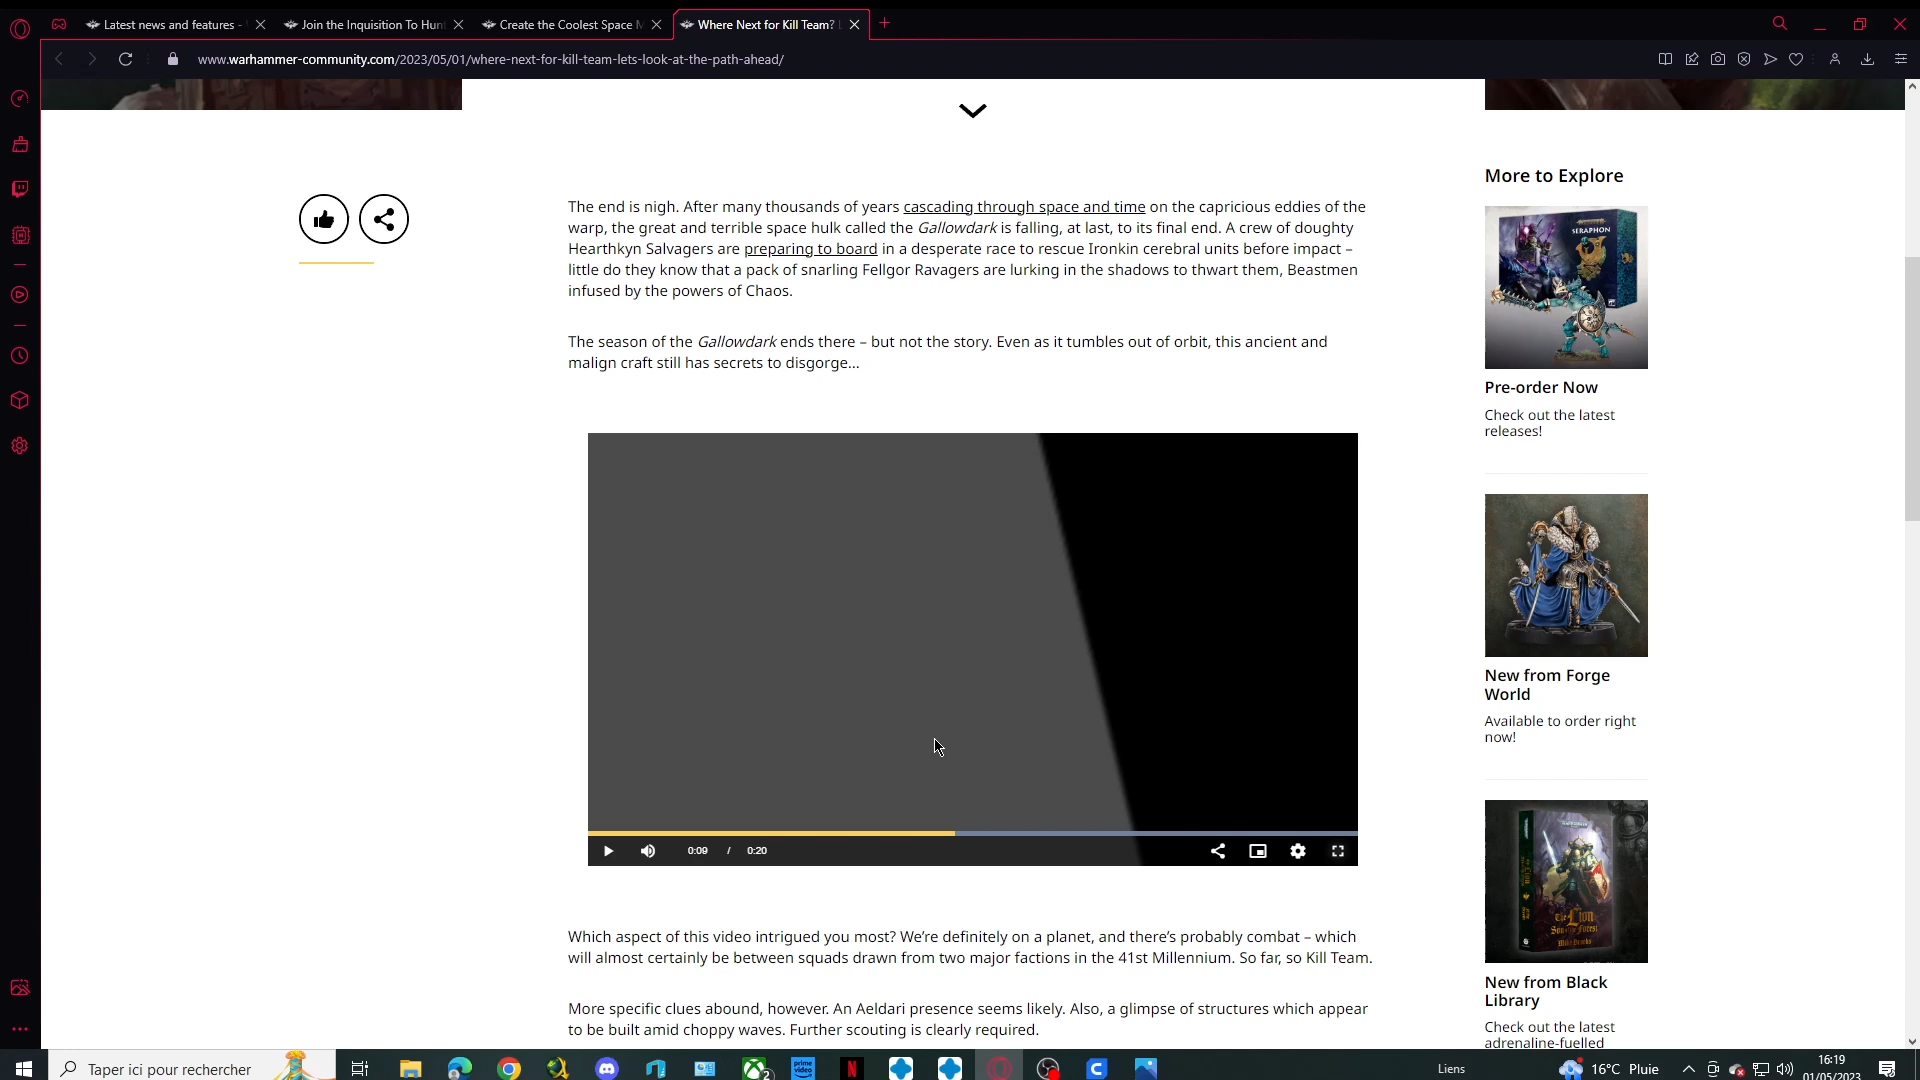 Latest news and features -
Join the Inquisition To Hunt
Create the Coolest Space M
Where Next for Kill Team?
www.warhammer-community.com/2023/05/01/where-next-for-kill-team-lets-look-at-the-path-ahead/
The end is nigh. After many thousands of years cascading through space and time on the capricious eddies of the
warp, the great and terrible space hulk called the Gallowdark is falling, at last, to its final end. A crew of doughty
Hearthkyn Salvagers are preparing to board in a desperate race to rescue Ironkin cerebral units before impact –
little do they know that a pack of snarling Fellgor Ravagers are lurking in the shadows to thwart them, Beastmen
infused by the powers of Chaos.
The season of the Gallowdark ends there – but not the story. Even as it tumbles out of orbit, this ancient and
malign craft still has secrets to disgorge...
0:09 / 0:20
Which aspect of this video intrigued you most? We're definitely on a planet, and there's probably combat – which
will almost certainly be between squads drawn from two major factions in the 41st Millennium. So far, so Kill Team.
More specific clues abound, however. An Aeldari presence seems likely. Also, a glimpse of structures which appear
to be built amid choppy waves. Further scouting is clearly required.
More to Explore
SERAPHON
Pre-order Now
Check out the latest
releases!
New from Forge
World
Available to order right
now!
The Lion
Son of the Forest
Mike Brooks
New from Black
Library
Check out the latest
adrenaline-fuelled
Taper ici pour rechercher
prime video
N
2
C
Liens
16°C Pluie
16:19
01/05/2023